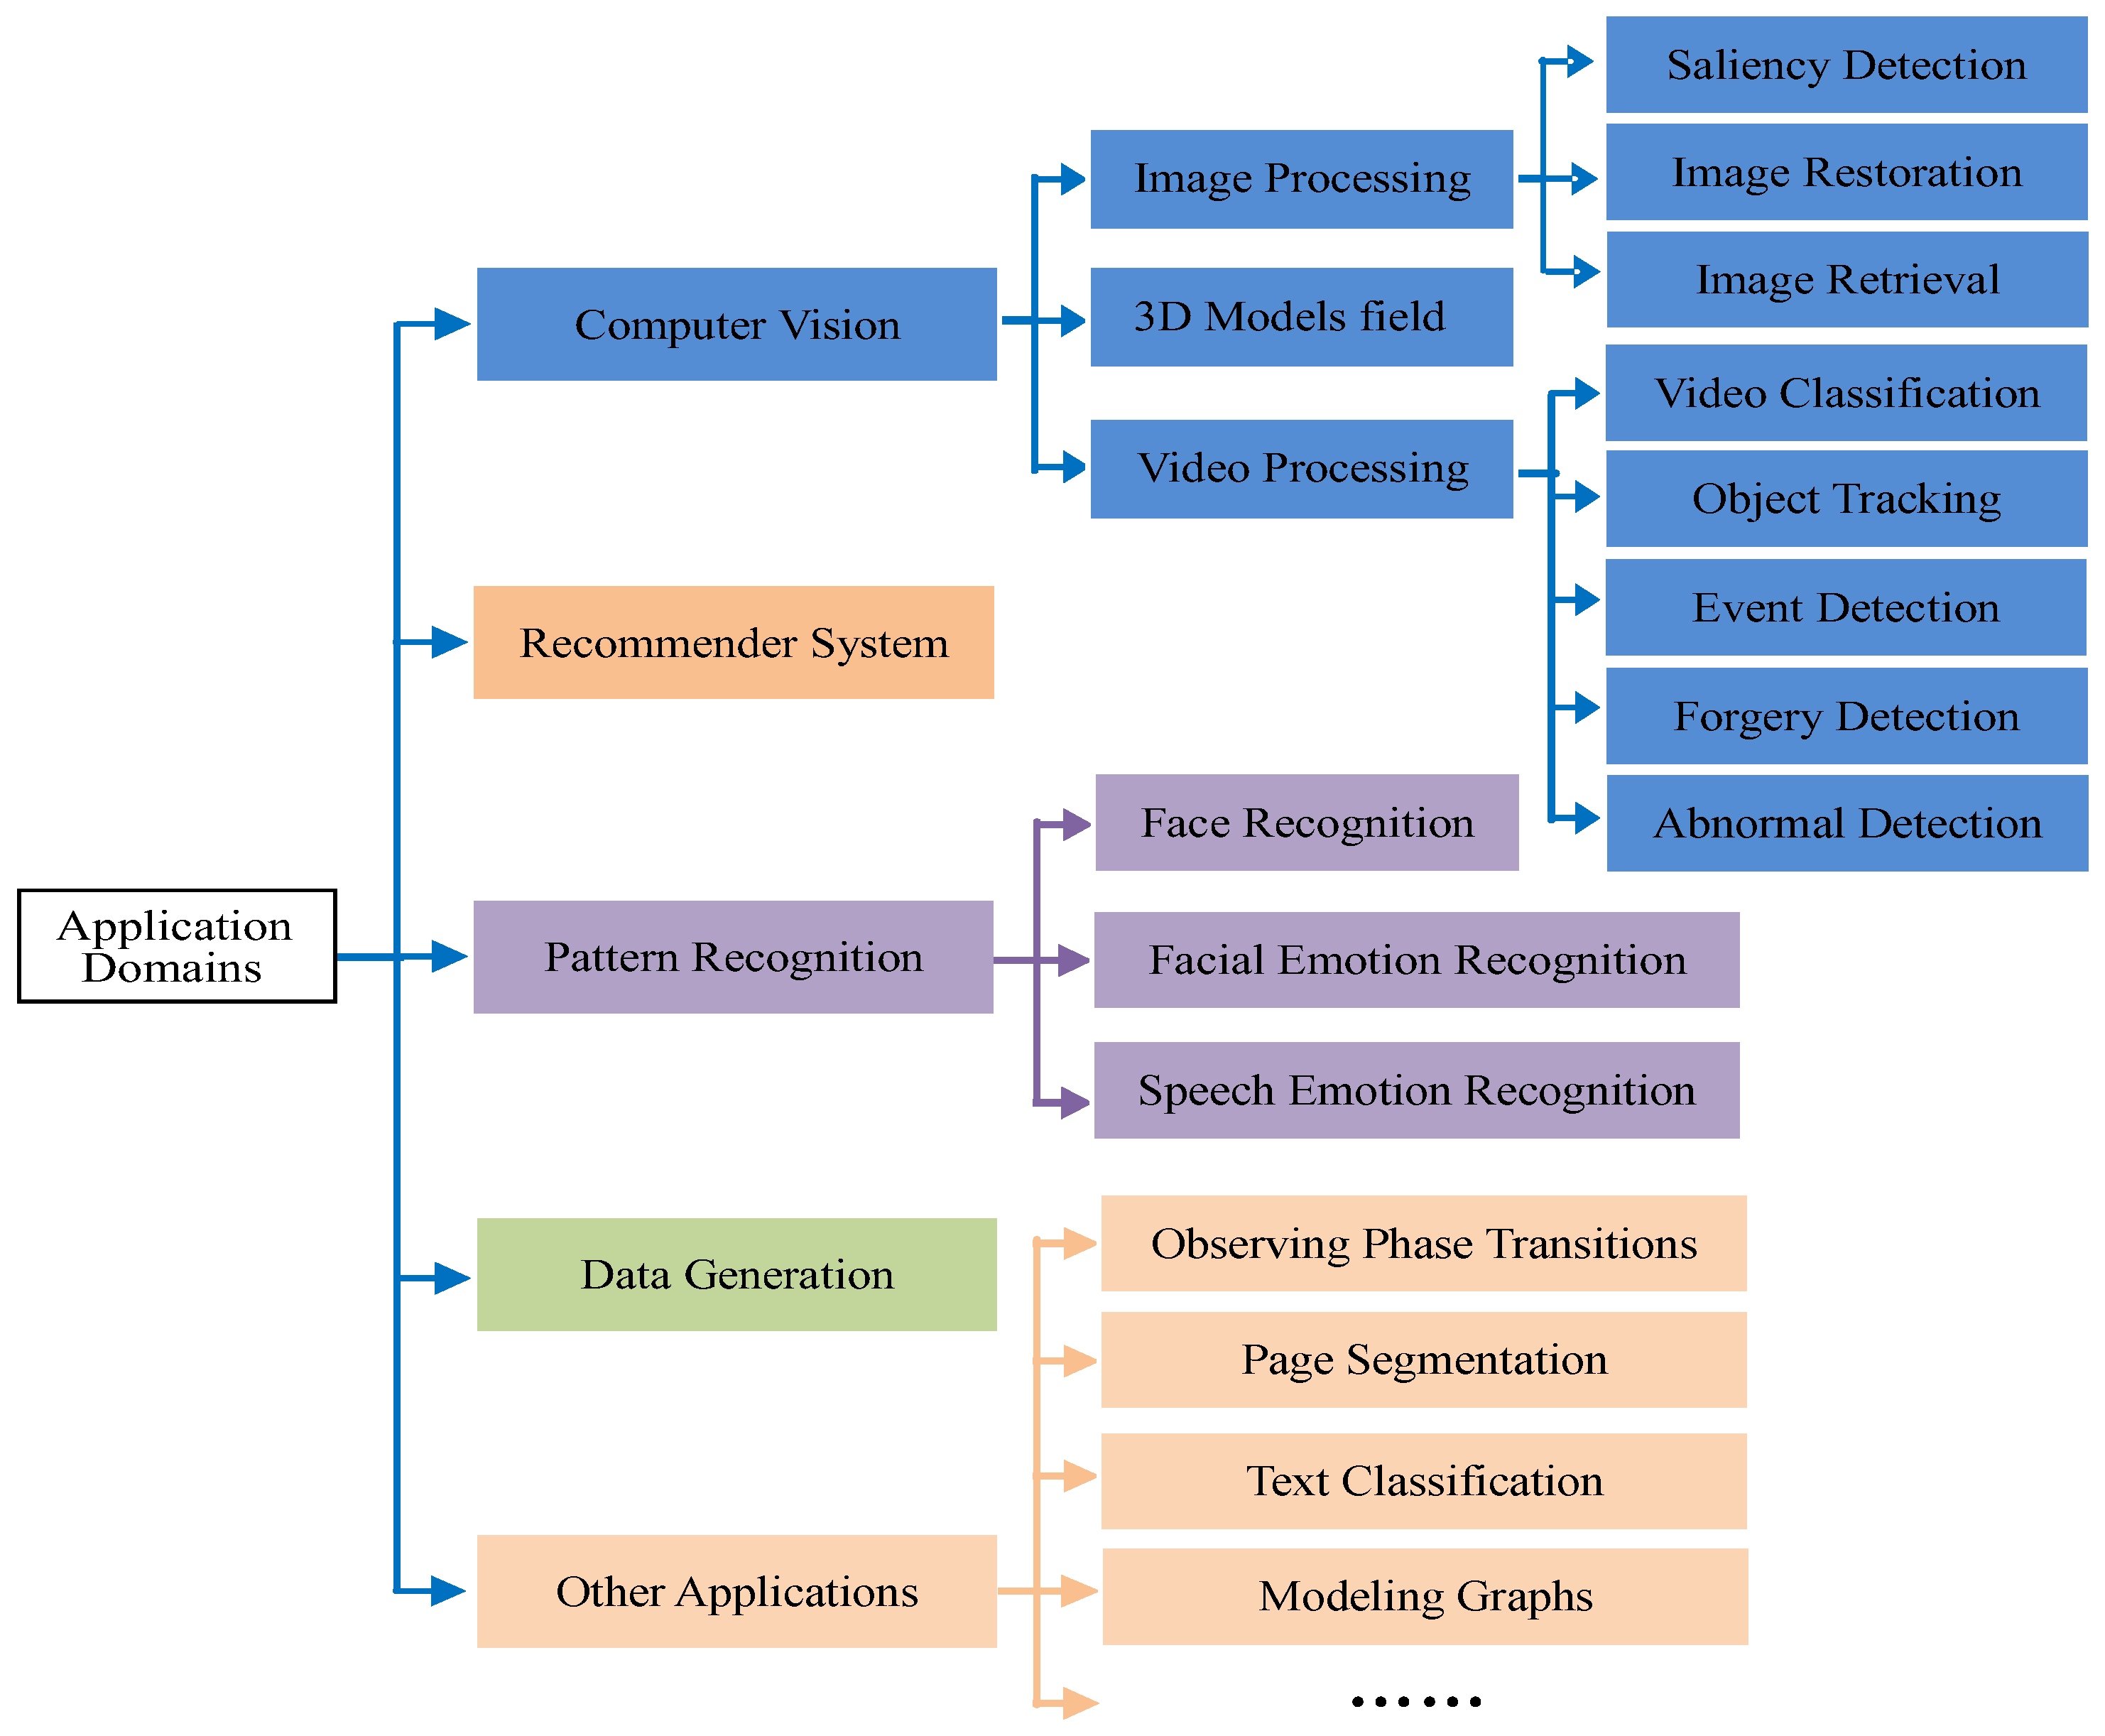 Application
Domains
Computer Vision
Image Processing
Saliency Detection
Image Restoration
Image Retrieval
3D Models field
Video Processing
Video Classification
Object Tracking
Event Detection
Forgery Detection
Abnormal Detection
Recommender System
Pattern Recognition
Face Recognition
Facial Emotion Recognition
Speech Emotion Recognition
Data Generation
Other Applications
Observing Phase Transitions
Page Segmentation
Text Classification
Modeling Graphs
......